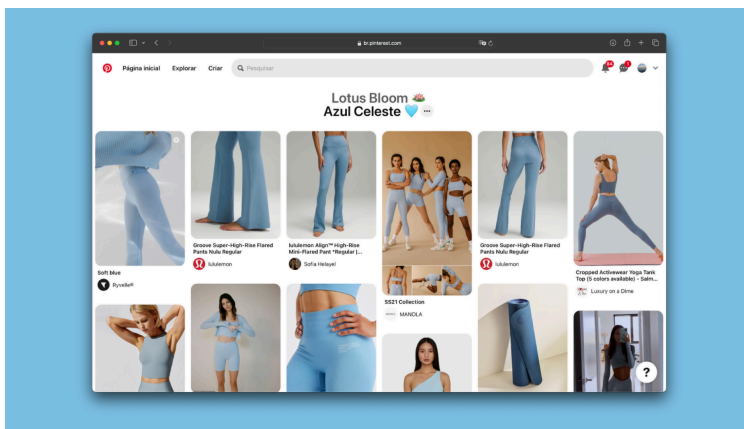 br.pinterest.com
Página inicial
Explorar
Criar
Pesquisar
Lotus Bloom 🪷
Azul Celeste 🩵
Soft blue
Ryvelle®
Groove Super-High-Rise Flared
Pants Nulu Regular
lululemon
lululemon Align™ High-Rise
Mini-Flared Pant *Regular (...
Sofia Helayel
SS21 Collection
MANOLA
Groove Super-High-Rise Flared
Pants Nulu Regular
lululemon
Cropped Activewear Yoga Tank
Top (5 colors available) - Salm...
Luxury on a Dime
?